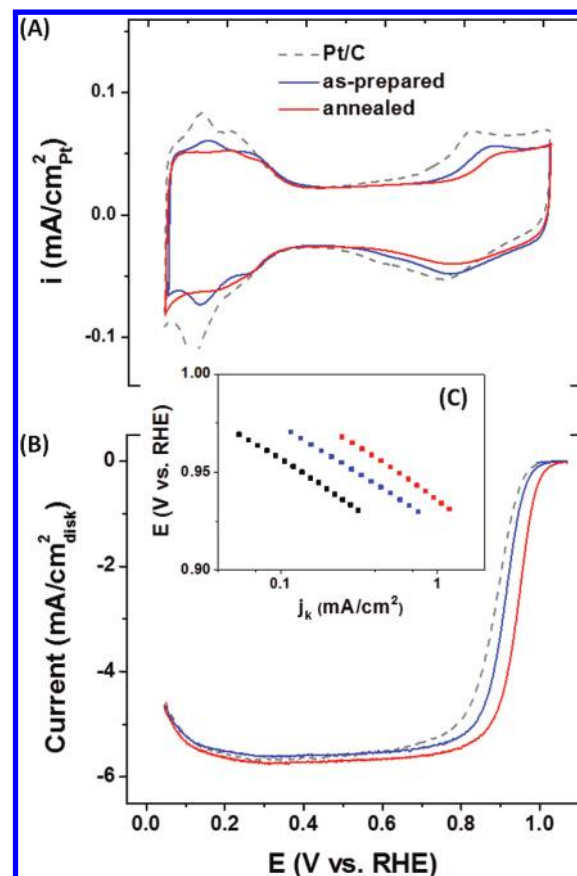 (A)
Pt/C
as-prepared
annealed
0.1
0.0
-0.1
i (mA/cm²Pt)
(C)
1.00
0.95
0.90
E (V vs. RHE)
0.1
1
jk (mA/cm²)
(B)
0
-2
-4
-6
Current (mA/cm²disk)
0.0 0.2 0.4 0.6 0.8 1.0
E (V vs. RHE)